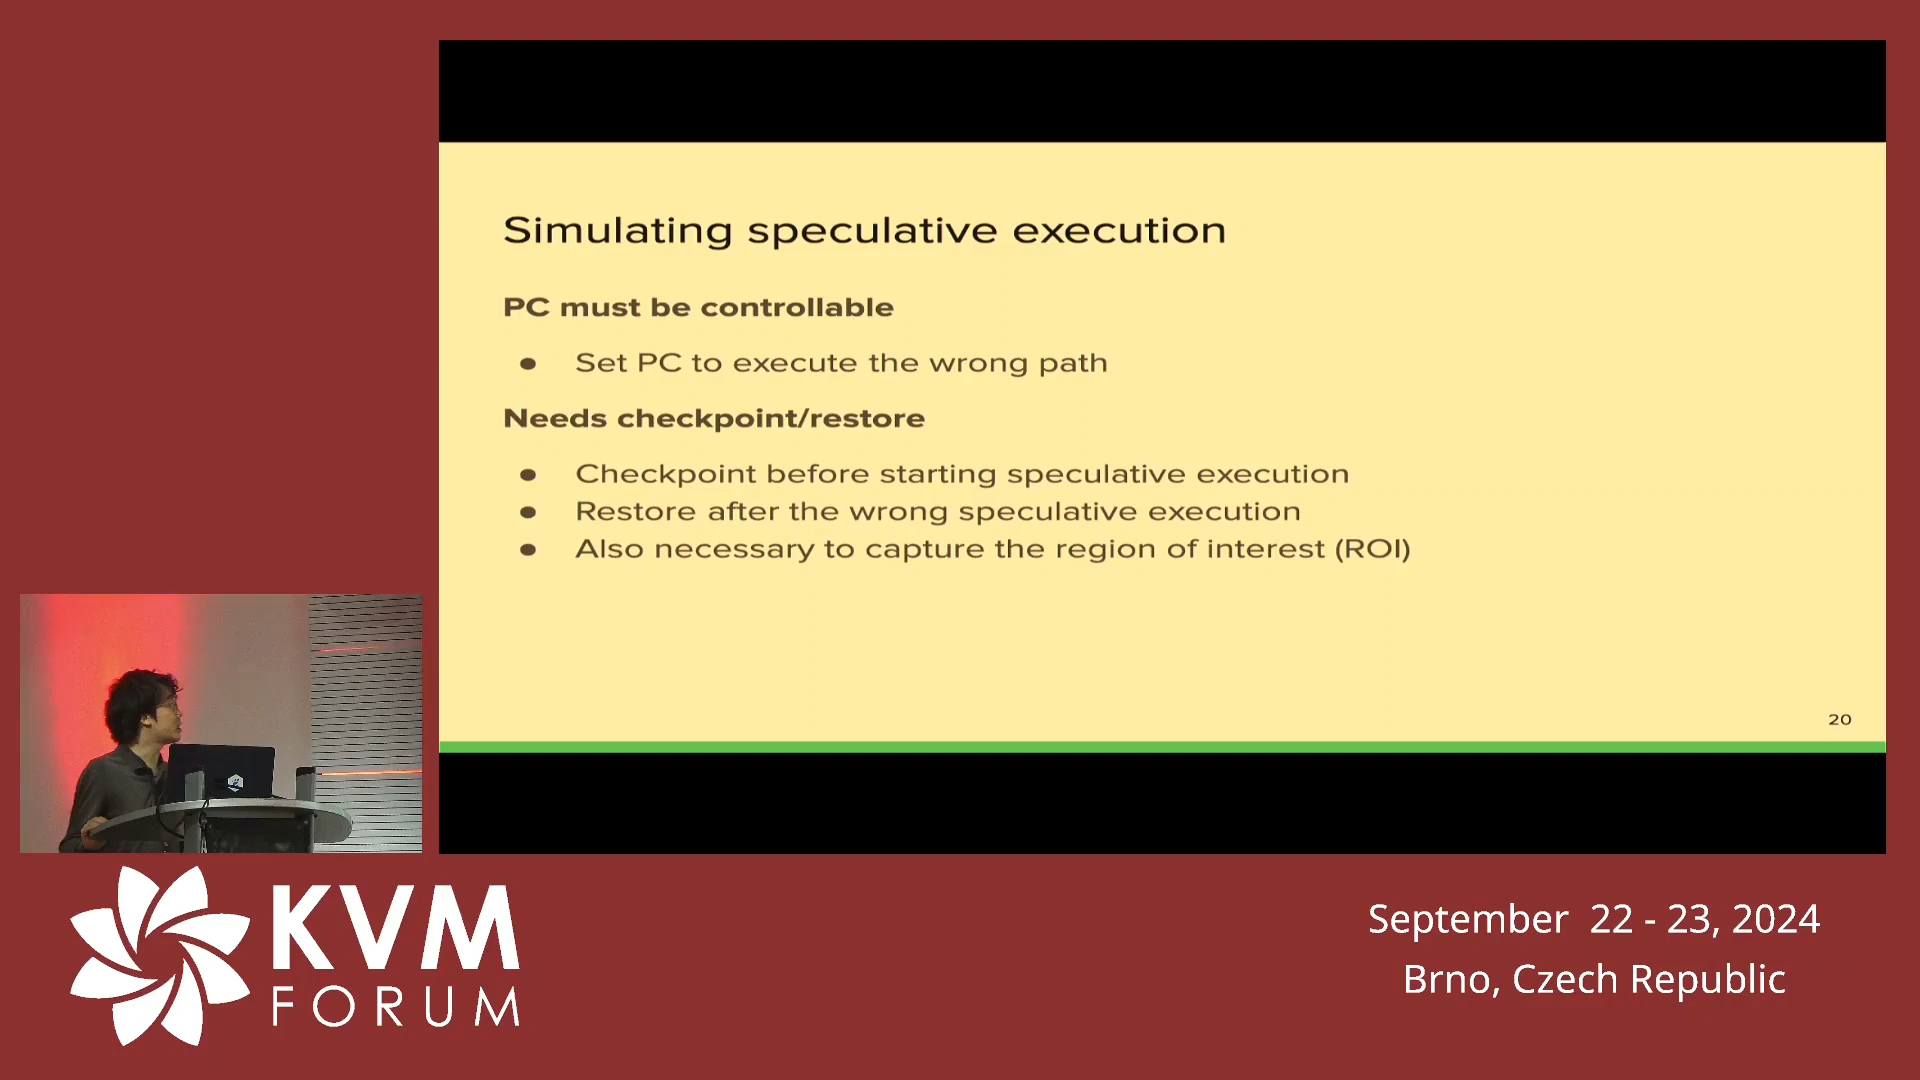 Simulating speculative execution
PC must be controllable
● Set PC to execute the wrong path
Needs checkpoint/restore
● Checkpoint before starting speculative execution
● Restore after the wrong speculative execution
● Also necessary to capture the region of interest (ROI)
20
KVM
FORUM
September 22 - 23, 2024
Brno, Czech Republic